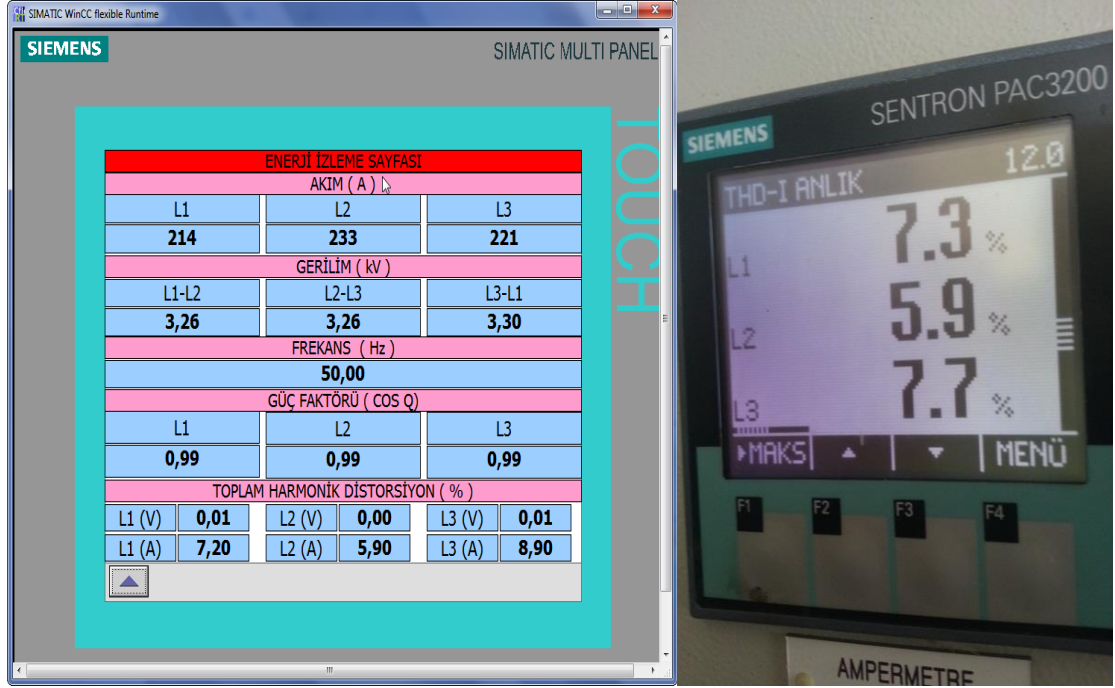 SIMATIC WinCC flexible Runtime
SIEMENS
SIMATIC MULTI PANEL
TOUCH
ENERJİ İZLEME SAYFASI
AKIM ( A )
L1 L2 L3
214 233 221
GERİLİM ( kV )
L1-L2 L2-L3 L3-L1
3,26 3,26 3,30
FREKANS ( Hz )
50,00
GÜÇ FAKTÖRÜ ( COS Q)
L1 L2 L3
0,99 0,99 0,99
TOPLAM HARMONİK DİSTORSİYON ( % )
L1 (V) 0,01 L2 (V) 0,00 L3 (V) 0,01
L1 (A) 7,20 L2 (A) 5,90 L3 (A) 8,90
SENTRON PAC3200
SIEMENS
THD-I ANLIK 12.0
L1 7.3 %
L2 5.9 %
L3 7.7 %
▸MAKS ▲ ▼ MENÜ
F1 F2 F3 F4
AMPERMETRE